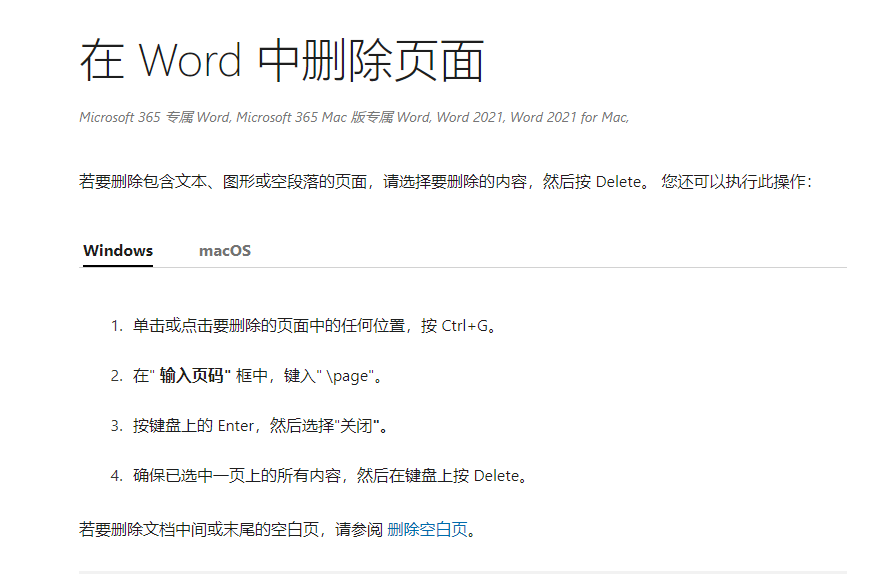 在 Word 中删除页面
Microsoft 365 专属 Word, Microsoft 365 Mac 版专属 Word, Word 2021, Word 2021 for Mac,
若要删除包含文本、图形或空段落的页面，请选择要删除的内容，然后按 Delete。 您还可以执行此操作：
Windows macOS
1. 单击或点击要删除的页面中的任何位置，按 Ctrl+G。
2. 在" 输入页码" 框中，键入" \page"。
3. 按键盘上的 Enter，然后选择"关闭"。
4. 确保已选中一页上的所有内容，然后在键盘上按 Delete。
若要删除文档中间或末尾的空白页，请参阅 删除空白页。